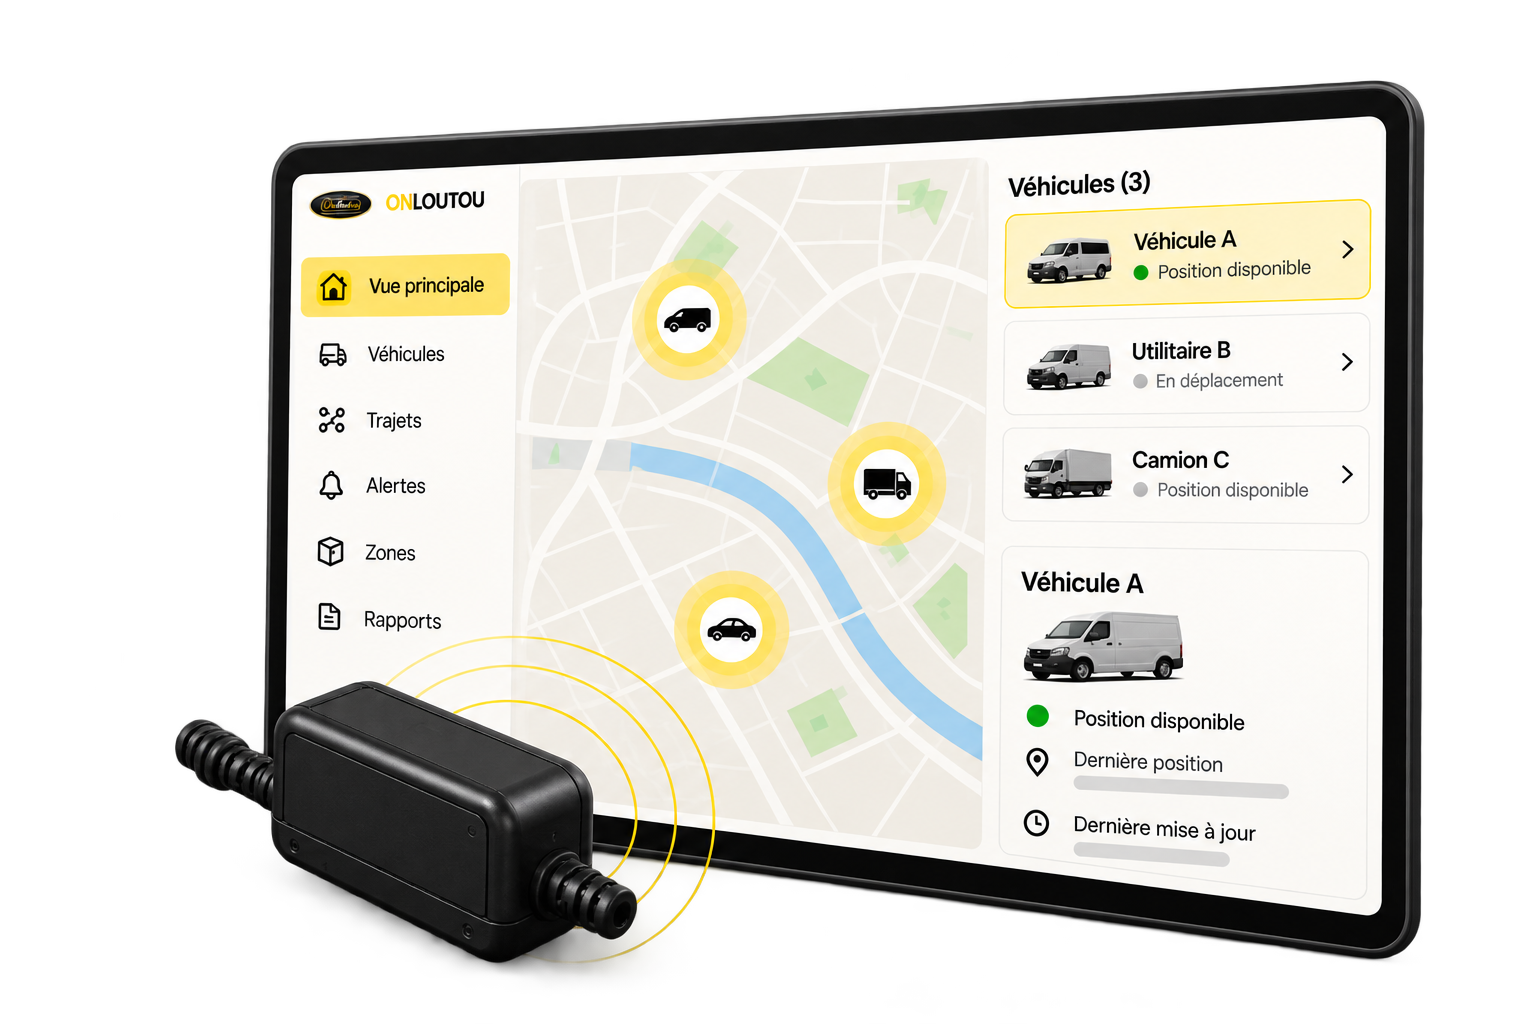 ONLOUTOU
Vue principale
Véhicules
Trajets
Alertes
Zones
Rapports
Véhicules (3)
Véhicule A
Position disponible
Utilitaire B
En déplacement
Camion C
Position disponible
Véhicule A
Position disponible
Dernière position
Dernière mise à jour